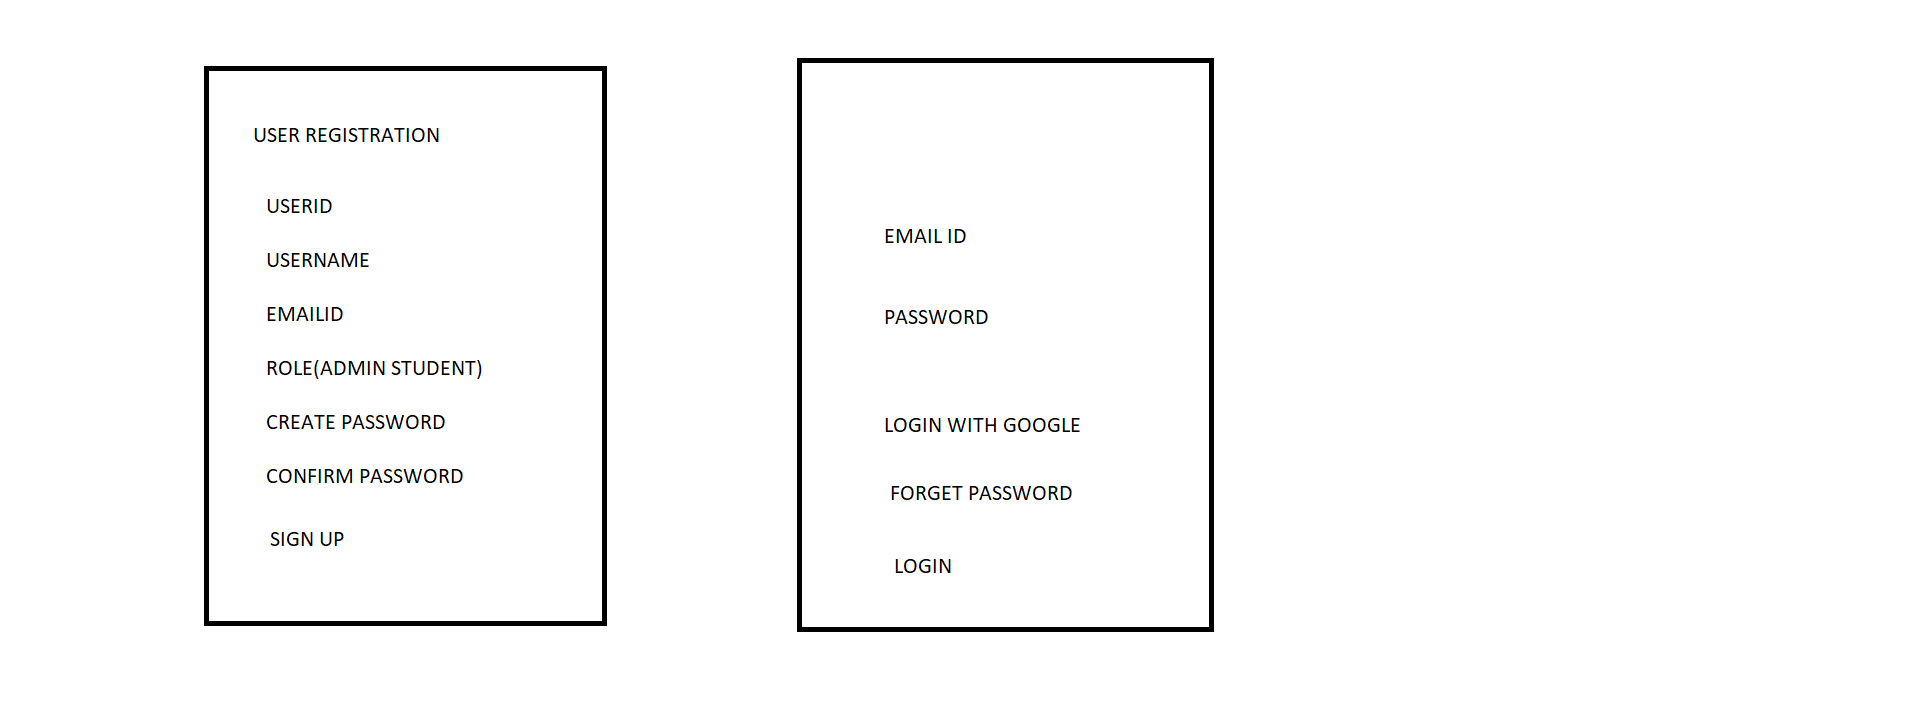 USER REGISTRATION
USERID
USERNAME
EMAILID
ROLE(ADMIN STUDENT)
CREATE PASSWORD
CONFIRM PASSWORD
SIGN UP
EMAIL ID
PASSWORD
LOGIN WITH GOOGLE
FORGET PASSWORD
LOGIN